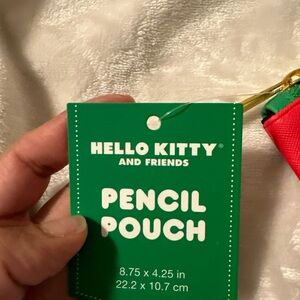 HELLO KITTY®
AND FRIENDS
PENCIL
POUCH
8.75 x 4.25 in
22.2 x 10.7 cm